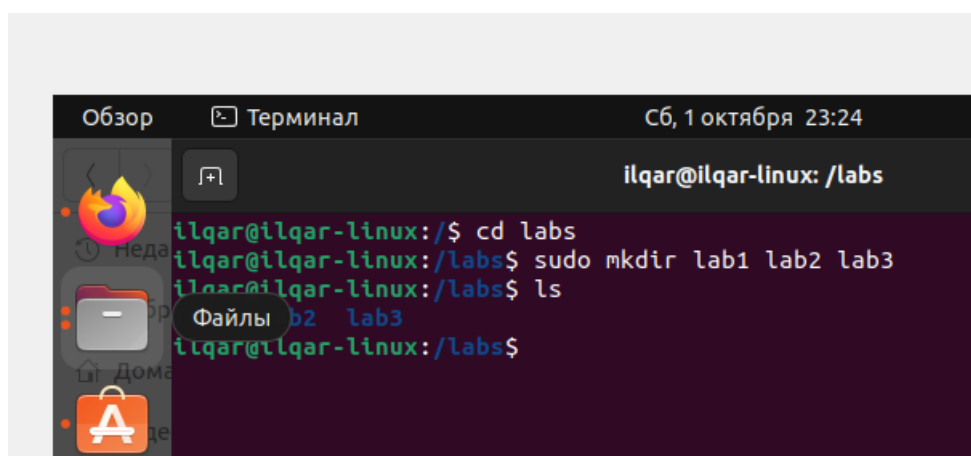 Обзор Терминал Сб, 1 октября 23:24
ilqar@ilqar-linux: /labs
ilqar@ilqar-linux:/$ cd labs
ilqar@ilqar-linux:/labs$ sudo mkdir lab1 lab2 lab3
ilqar@ilqar-linux:/labs$ ls
Файлы b2 lab3
ilqar@ilqar-linux:/labs$